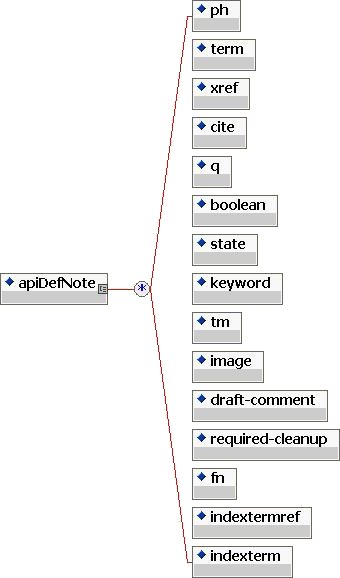 ph
term
xref
cite
q
boolean
state
apiDefNote
keyword
tm
image
draft-comment
required-cleanup
fn
indextermref
indexterm